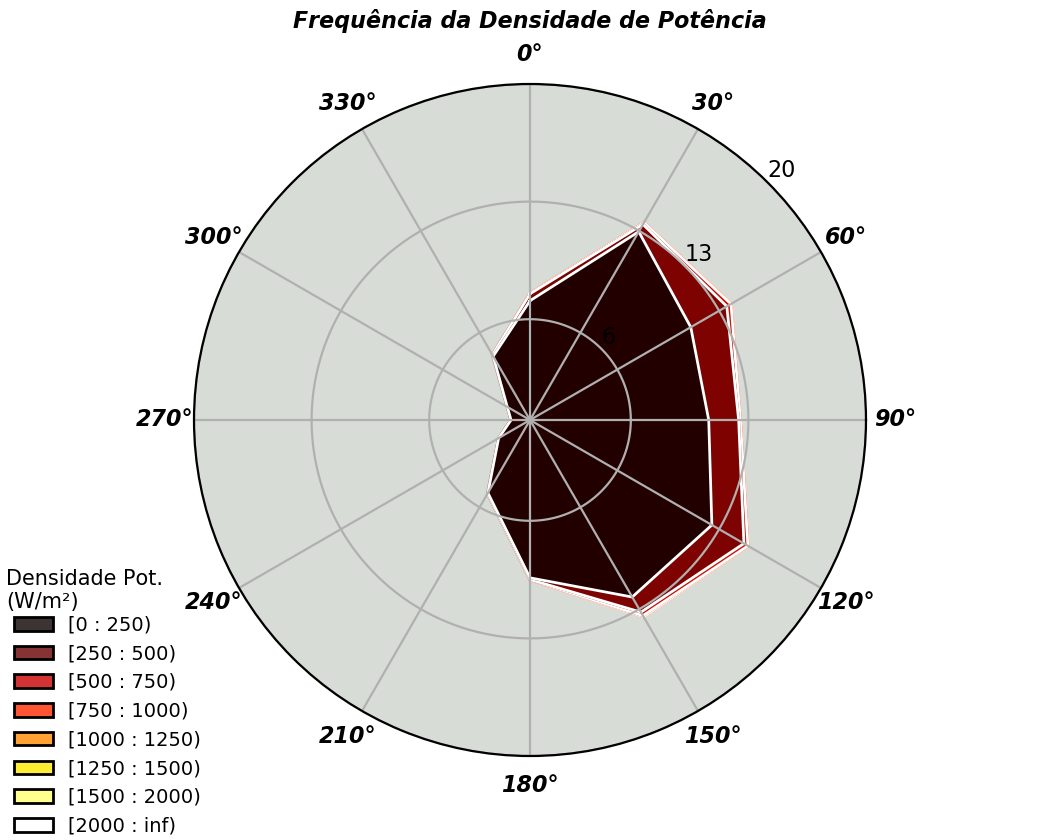 Frequência da Densidade de Potência
0°
330°
30°
20
300°
60°
13
6
270°
90°
240°
120°
210°
150°
180°
Densidade Pot.
(W/m²)
[0 : 250)
[250 : 500)
[500 : 750)
[750 : 1000)
[1000 : 1250)
[1250 : 1500)
[1500 : 2000)
[2000 : inf)